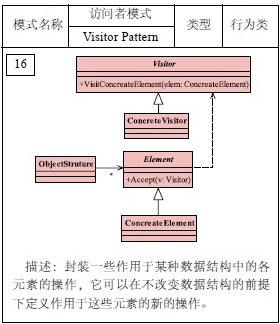 模式名称
访问者模式
Visitor Pattern
类型
行为类
16
Visitor
+VisitConcreateElement(elem: ConcreateElement)
ConcreteVisitor
ObjectStruture
*
Element
+Accept(v: Visitor)
ConcreateElement
描述：封装一些作用于某种数据结构中的各
元素的操作，它可以在不改变数据结构的前提
下定义作用于这些元素的新的操作。